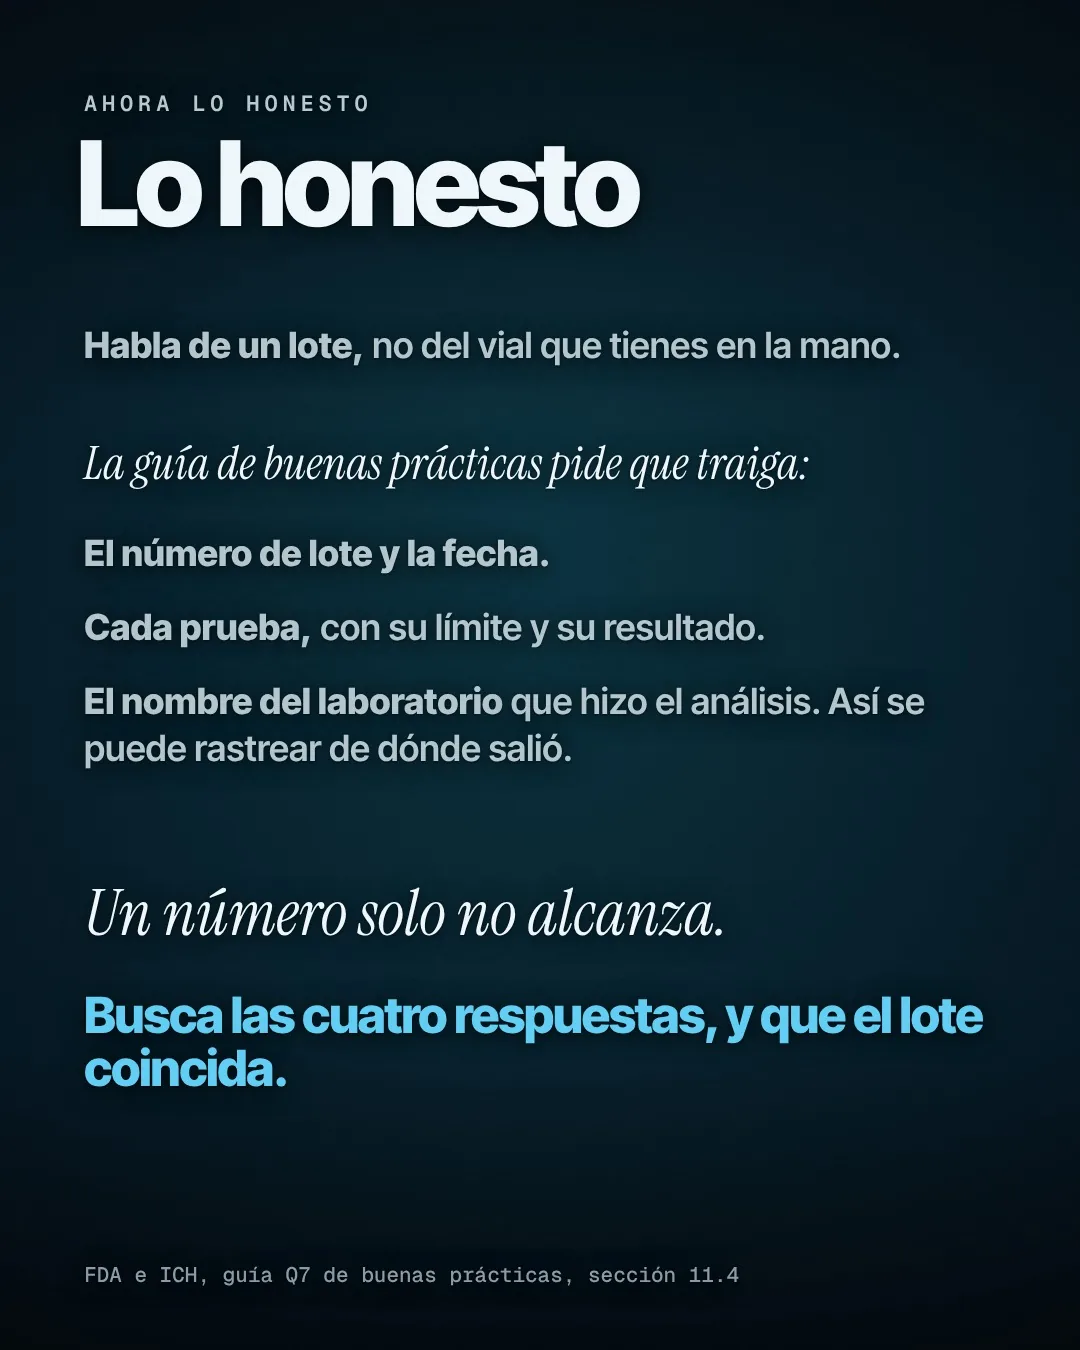 AHORA LO HONESTO
Lo honesto
Habla de un lote, no del vial que tienes en la mano.
La guía de buenas prácticas pide que traiga:
El número de lote y la fecha.
Cada prueba, con su límite y su resultado.
El nombre del laboratorio que hizo el análisis. Así se
puede rastrear de dónde salió.
Un número solo no alcanza.
Busca las cuatro respuestas, y que el lote
coincida.
FDA e ICH, guía Q7 de buenas prácticas, sección 11.4